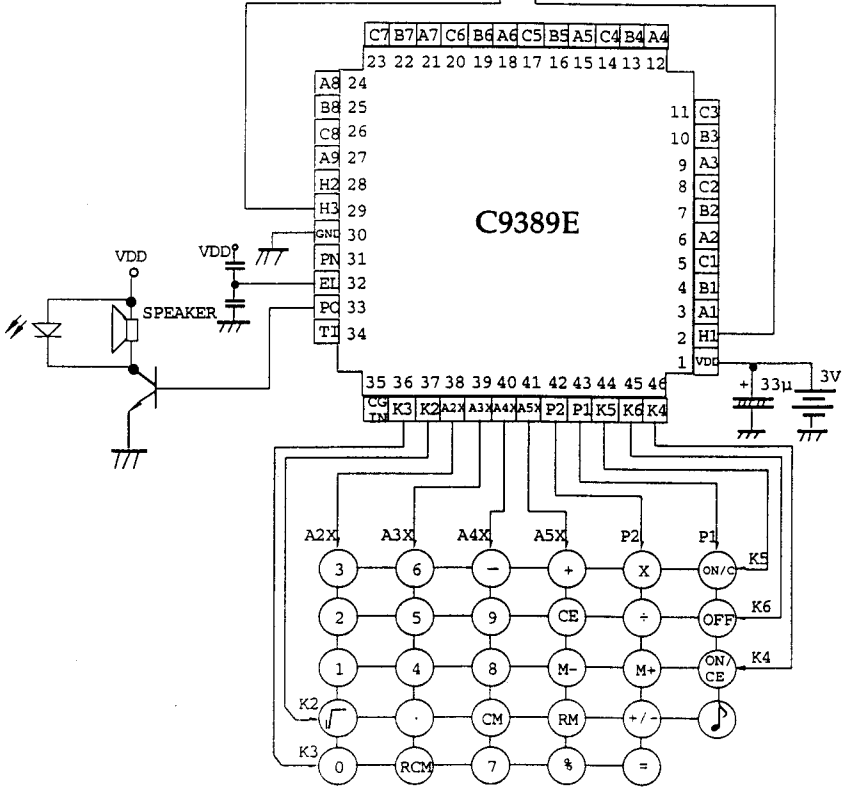 C7 B7 A7 C6 B6 A6 C5 B5 A5 C4 B4 A4
23 22 21 20 19 18 17 16 15 14 13 12
A8 24
B8 25
C8 26
A9 27
H2 28
H3 29
GND 30
PN 31
EL 32
PO 33
TI 34
11 C3
10 B3
9 A3
8 C2
7 B2
6 A2
5 C1
4 B1
3 A1
2 H1
1 VDD
C9389E
VDD
VDD
SPEAKER
+ 33μ
3V
35 36 37 38 39 40 41 42 43 44 45 46
CG IN K3 K2 A2X A3X A4X A5X P2 P1 K5 K6 K4
A2X A3X A4X A5X P2 P1
3 6 − + X ON/C K5
2 5 9 CE ÷ OFF K6
1 4 8 M- M+ ON/CE K4
K2 √ · CM RM +/- ♪
K3 0 RCM 7 % =